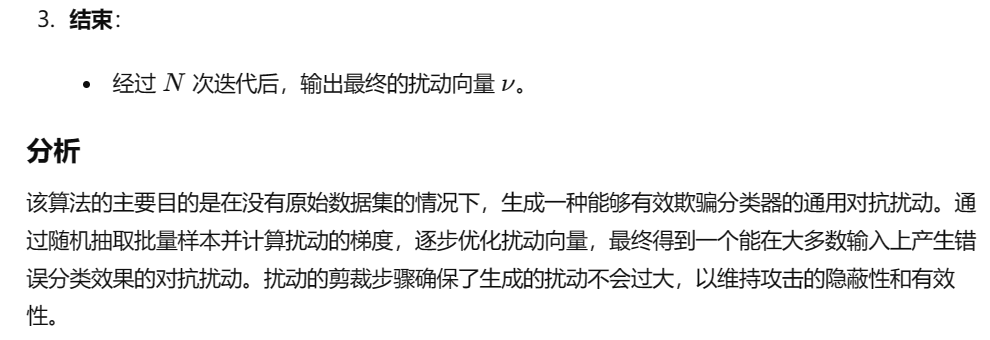 3. 结束：
• 经过 N 次迭代后，输出最终的扰动向量 ν。
分析
该算法的主要目的是在没有原始数据集的情况下，生成一种能够有效欺骗分类器的通用对抗扰动。通
过随机抽取批量样本并计算扰动的梯度，逐步优化扰动向量，最终得到一个能在大多数输入上产生错
误分类效果的对抗扰动。扰动的剪裁步骤确保了生成的扰动不会过大，以维持攻击的隐蔽性和有效
性。